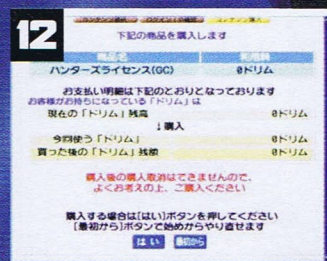 12
下記の商品を購入します
商品名 利用料
ハンターズライセンス(GC) 0ドリム
お支払い明細は下記のとおりとなっております
お客様がお持ちになっている「ドリム」は
現在の「ドリム」残高 0ドリム
↓購入
今回使う「ドリム」 0ドリム
買った後の「ドリム」残額 0ドリム
購入後の購入取消はできませんので、
よくお考えの上、ご購入ください
購入する場合は[はい]ボタンを押してください
[最初から]ボタンで始めからやり直せます
はい 最初から